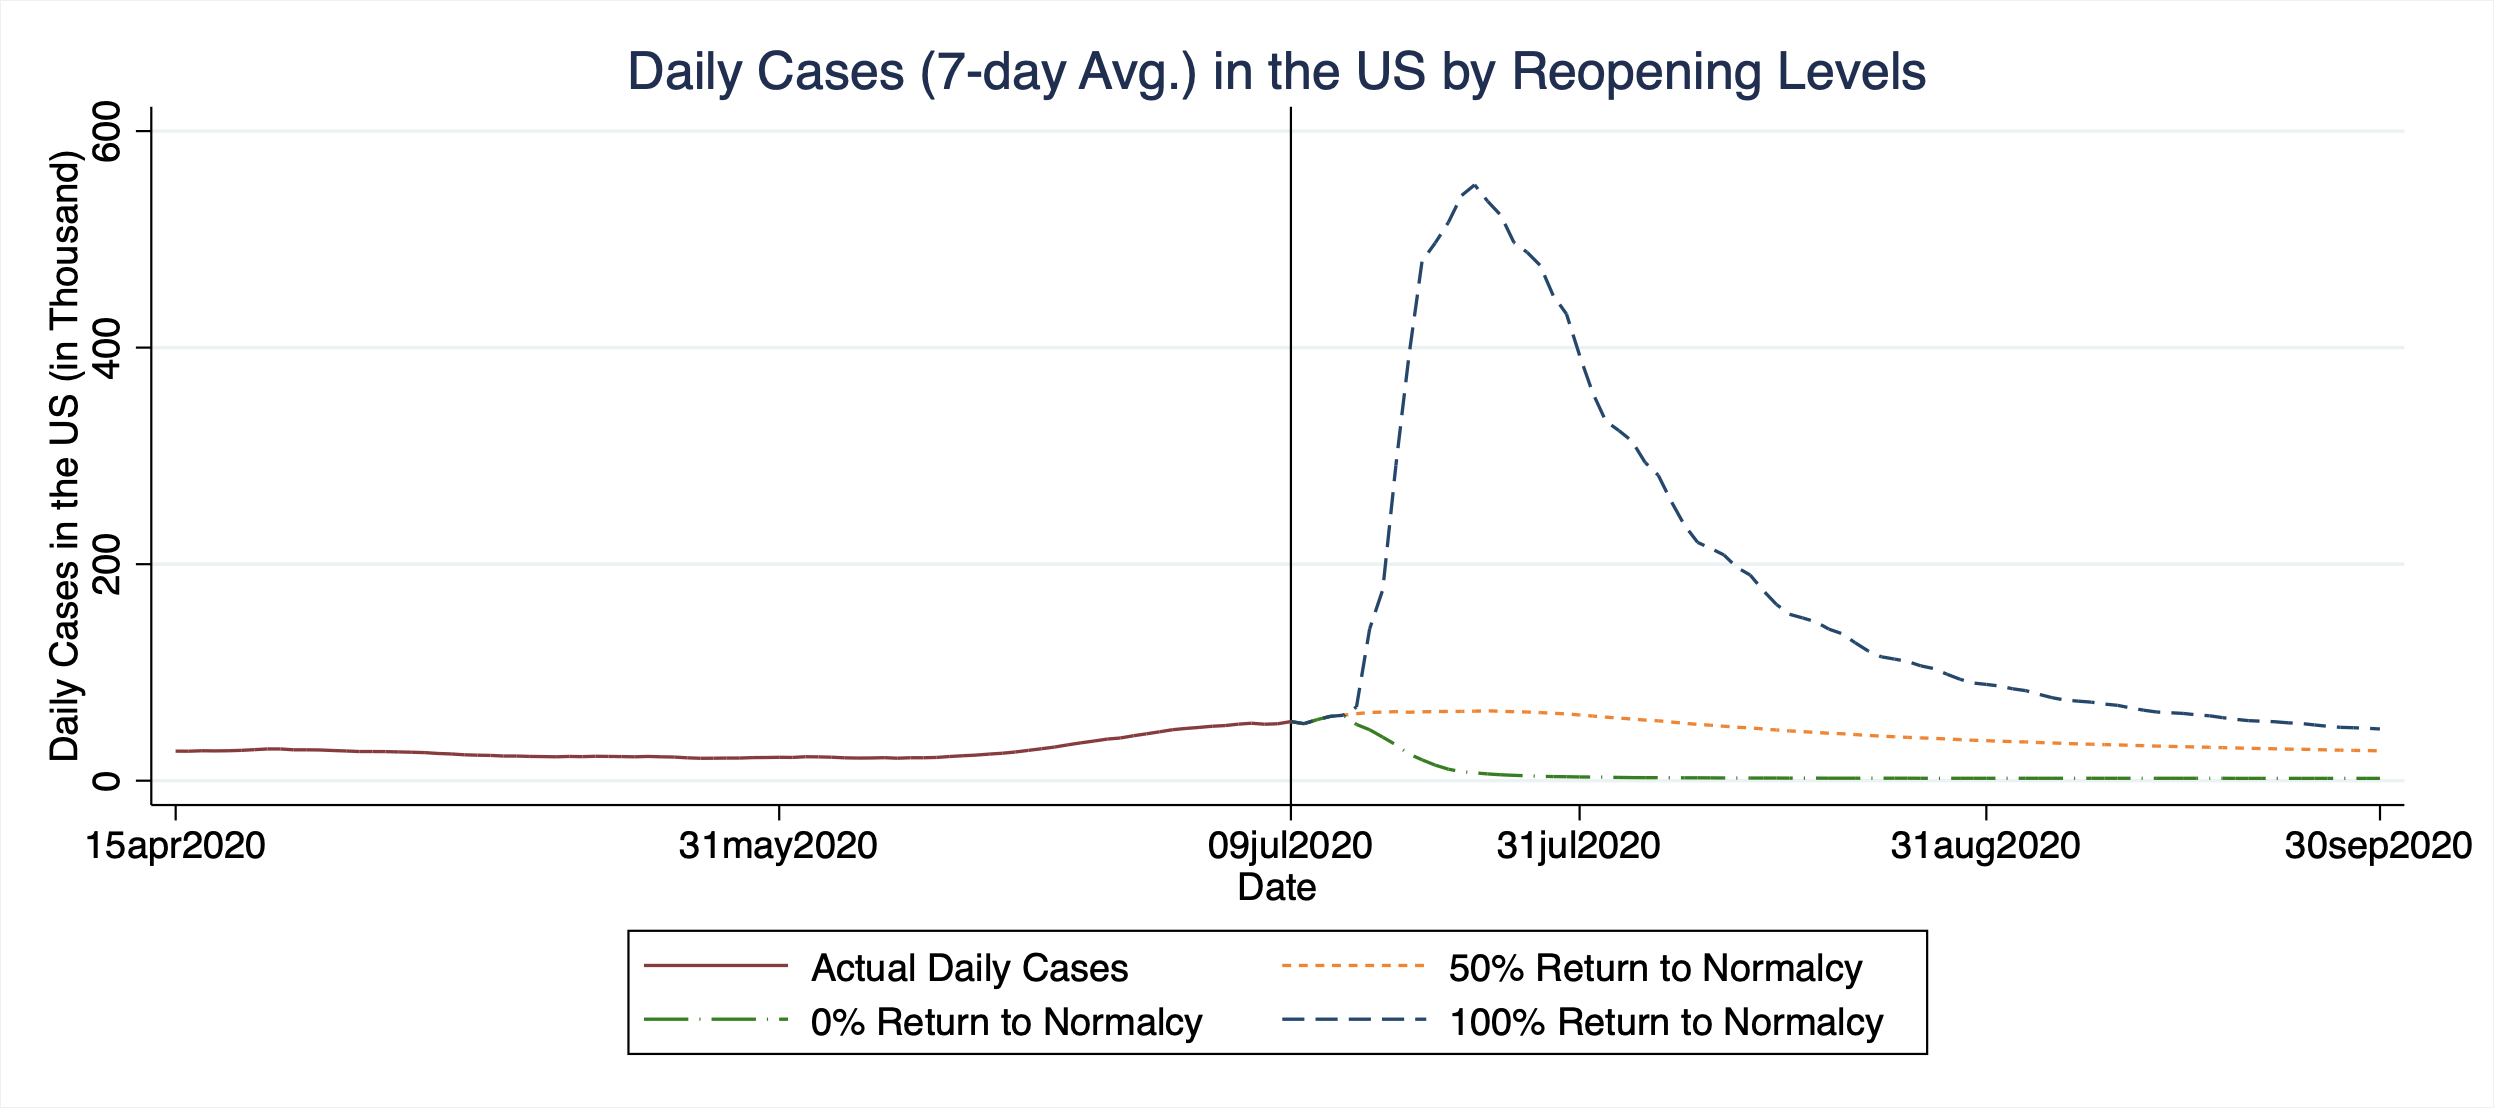 Daily Cases (7-day Avg.) in the US by Reopening Levels
Daily Cases in the US (in Thousand)
600
400
200
0
15apr2020 31may2020 09jul2020 31jul2020 31aug2020 30sep2020
Date
Actual Daily Cases 50% Return to Normalcy
0% Return to Normalcy 100% Return to Normalcy